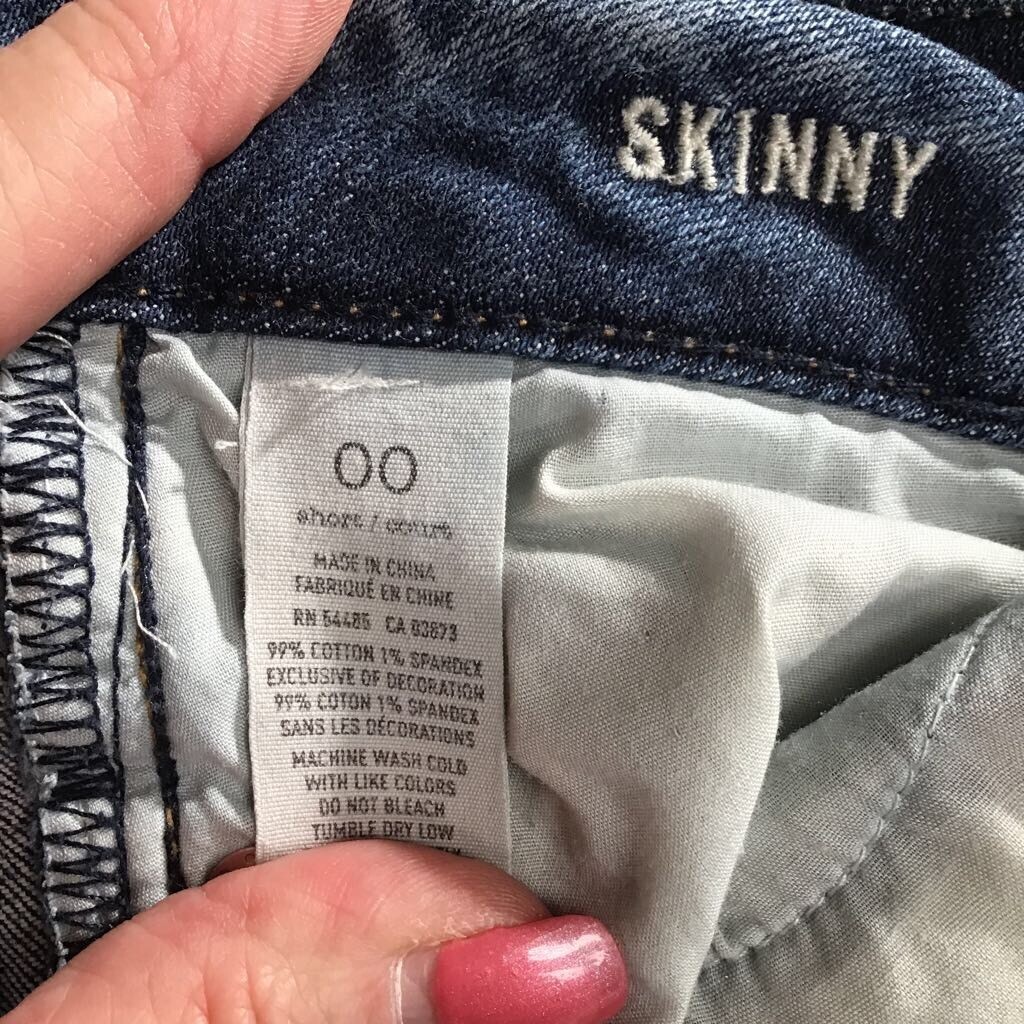 SKINNY
00
short / court
MADE IN CHINA
FABRIQUÉ EN CHINE
RN 54485 CA 03873
99% COTTON 1% SPANDEX
EXCLUSIVE OF DECORATION
99% COTON 1% SPANDEX
SANS LES DÉCORATIONS
MACHINE WASH COLD
WITH LIKE COLORS
DO NOT BLEACH
TUMBLE DRY LOW